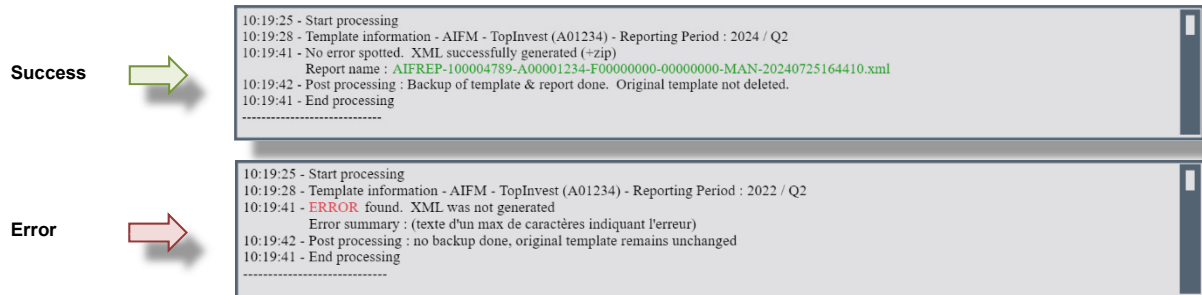 Success
10:19:25 - Start processing
10:19:28 - Template information - AIFM - TopInvest (A01234) - Reporting Period : 2024 / Q2
10:19:41 - No error spotted.  XML successfully generated (+zip)
Report name : AIFREP-100004789-A00001234-F00000000-00000000-MAN-20240725164410.xml
10:19:42 - Post processing : Backup of template & report done.  Original template not deleted.
10:19:41 - End processing
-----------------------------
Error
10:19:25 - Start processing
10:19:28 - Template information - AIFM - TopInvest (A01234) - Reporting Period : 2022 / Q2
10:19:41 - ERROR found.  XML was not generated
Error summary : (texte d'un max de caractères indiquant l'erreur)
10:19:42 - Post processing : no backup done, original template remains unchanged
10:19:41 - End processing
------------------------------